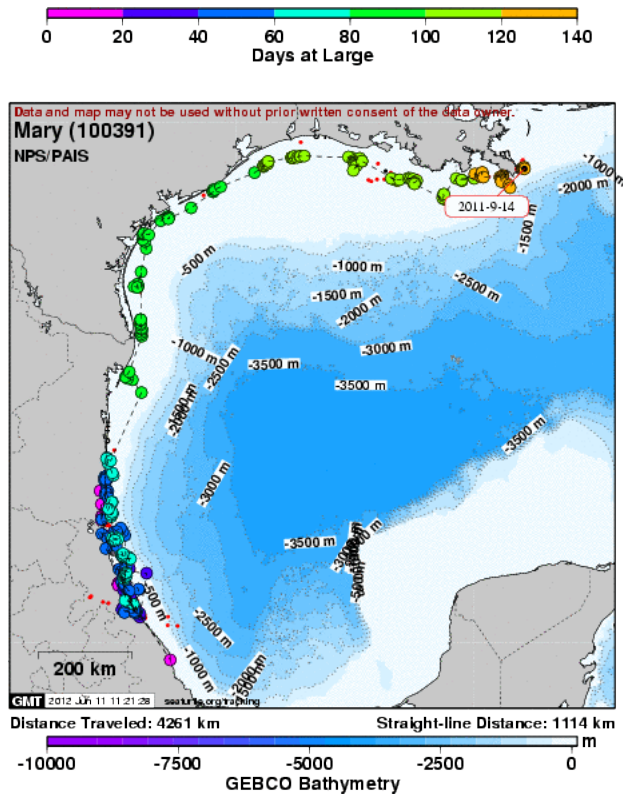 0 20 40 60 80 100 120 140
Days at Large
Data and map may not be used without prior written consent of the data owner.
Mary (100391)
NPS/PAIS
-1000 m
-2000 m
2011-9-14
-1500 m
-500 m
-1000 m
-2500 m
-1500 m
-2000 m
-1000 m
-3000 m
-2500 m
-3500 m
-3500 m
-2000 m
-3500 m
-3000 m
-3500 m
-500 m
-2500 m
-1000 m
200 km
GMT 2012 Jun 11 11:21:28 seaturtle.org/tracking
Distance Traveled: 4261 km Straight-line Distance: 1114 km
-10000 -7500 -5000 -2500 0 m
GEBCO Bathymetry